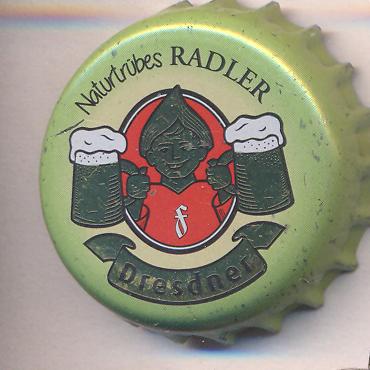 Naturtrübes RADLER
f
Dresdner